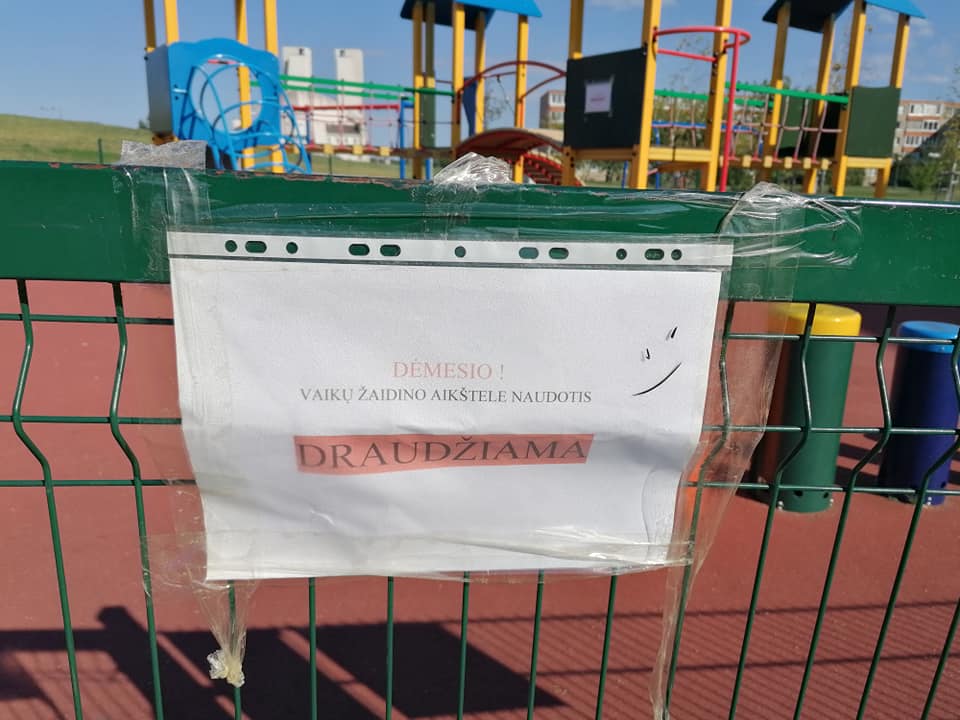 DĖMESIO !
VAIKŲ ŽAIDINO AIKŠTELE NAUDOTIS
DRAUDŽIAMA